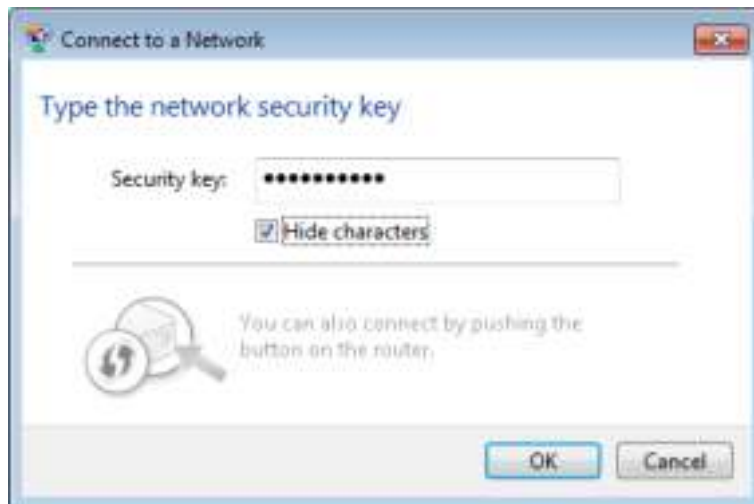 Connect to a Network
Type the network security key
Security key: ••••••••••
Hide characters
You can also connect by pushing the
button on the router.
OK Cancel